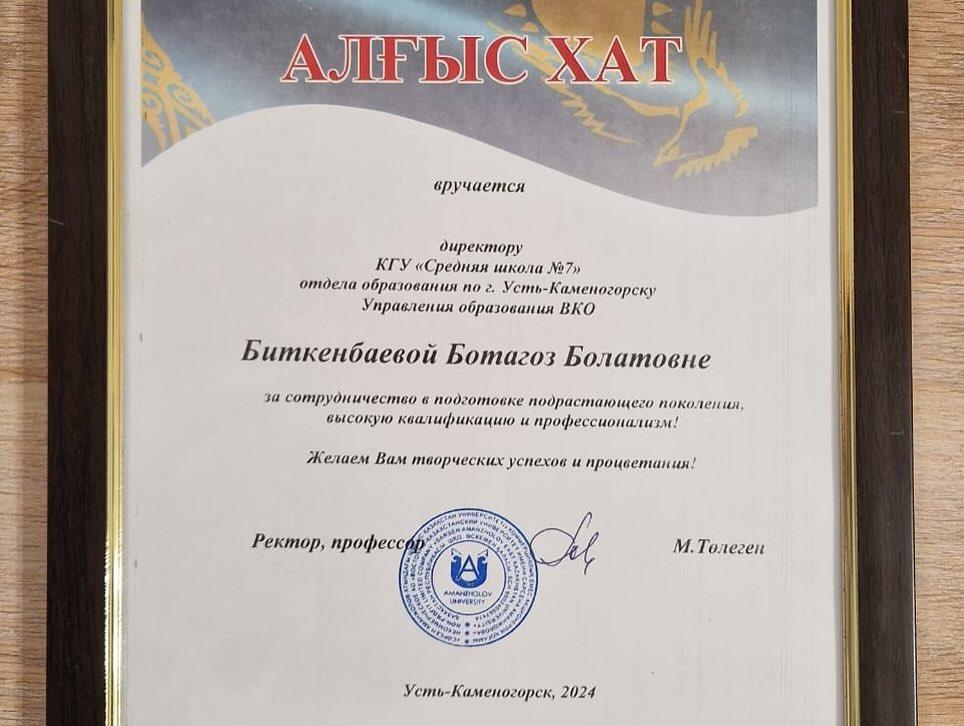 АЛҒЫС ХАТ
вручается
директору
КГУ «Средняя школа №7»
отдела образования по г. Усть-Каменогорску
Управления образования ВКО
Биткенбаевой Ботагоз Болатовне
за сотрудничество в подготовке подрастающего поколения,
высокую квалификацию и профессионализм!
Желаем Вам творческих успехов и процветания!
Ректор, профессор
AMANZHOLOV
UNIVERSITY
М.Толеген
Усть-Каменогорск, 2024